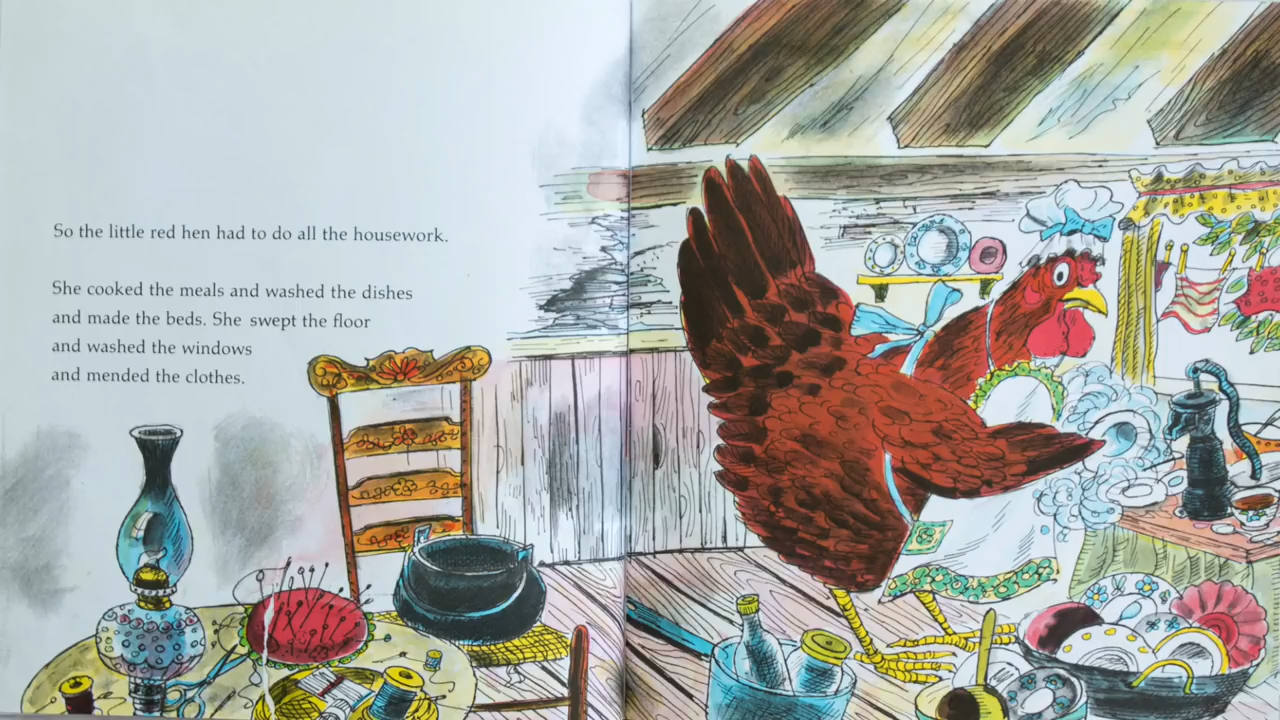 So the little red hen had to do all the housework.
She cooked the meals and washed the dishes
and made the beds. She swept the floor
and washed the windows
and mended the clothes.